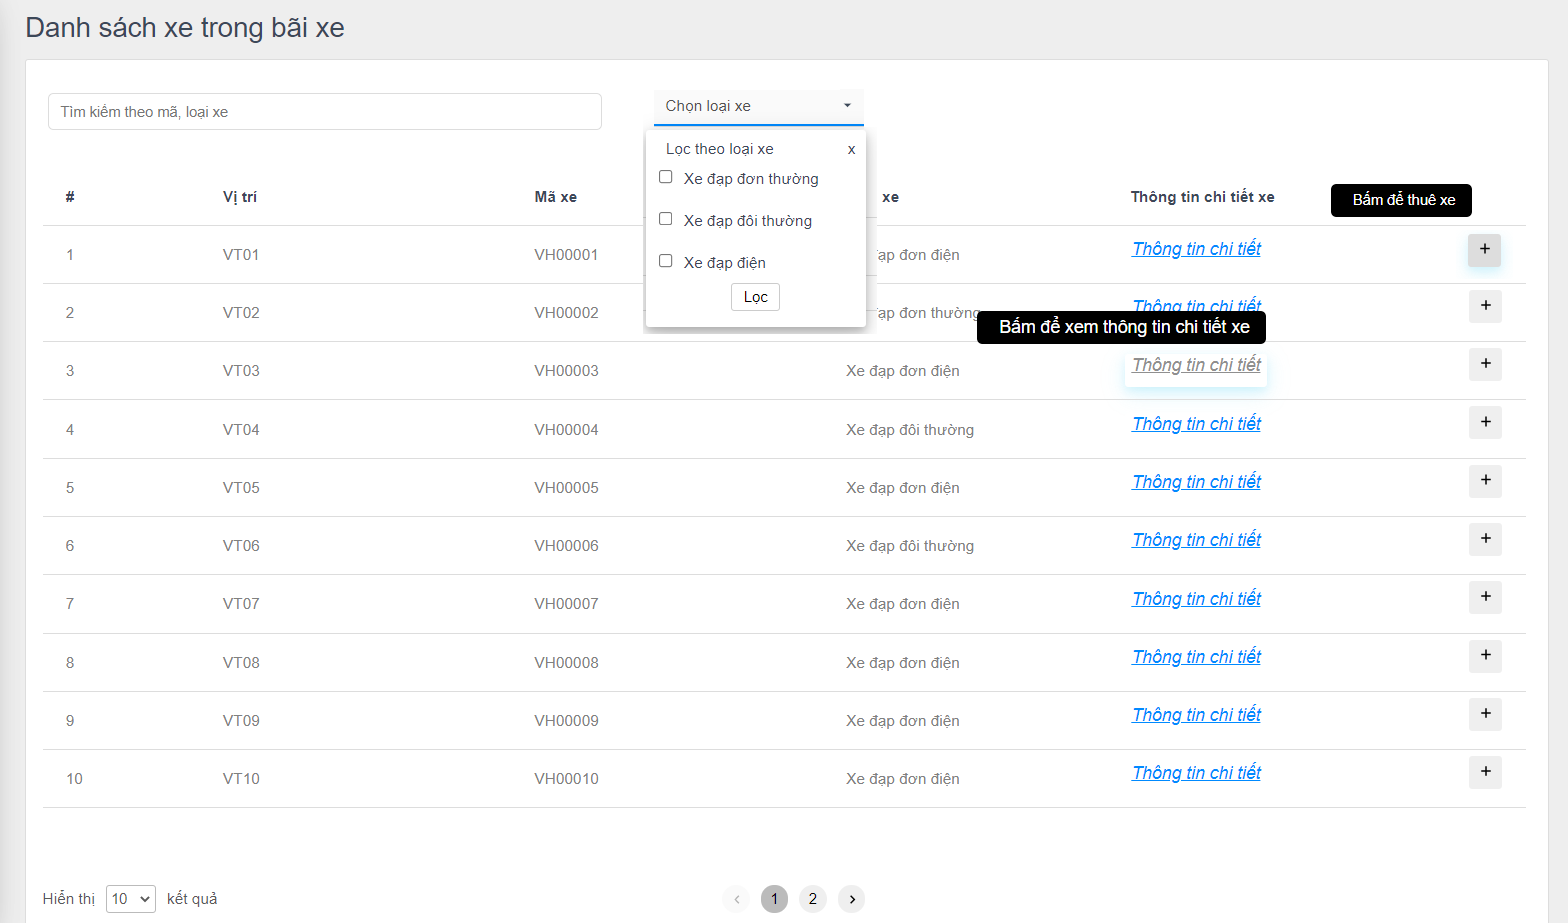 Danh sách xe trong bãi xe
Tìm kiếm theo mã, loại xe
Chọn loại xe
Lọc theo loại xe x
Xe đạp đơn thường
Xe đạp đôi thường
Xe đạp điện
Lọc
# Vị trí Mã xe xe Thông tin chi tiết xe Bấm để thuê xe
1 VT01 VH00001 ạp đơn điện Thông tin chi tiết +
2 VT02 VH00002 ạp đơn thường Thông tin chi tiết +
Bấm để xem thông tin chi tiết xe
3 VT03 VH00003 Xe đạp đơn điện Thông tin chi tiết +
4 VT04 VH00004 Xe đạp đôi thường Thông tin chi tiết +
5 VT05 VH00005 Xe đạp đơn điện Thông tin chi tiết +
6 VT06 VH00006 Xe đạp đôi thường Thông tin chi tiết +
7 VT07 VH00007 Xe đạp đơn điện Thông tin chi tiết +
8 VT08 VH00008 Xe đạp đơn điện Thông tin chi tiết +
9 VT09 VH00009 Xe đạp đơn điện Thông tin chi tiết +
10 VT10 VH00010 Xe đạp đơn điện Thông tin chi tiết +
Hiển thị 10 kết quả ‹ 1 2 ›